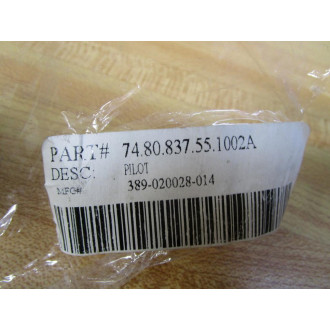 PART# 74.80.837.55.1002A
DESC: PILOT
MFG# 389-020028-014